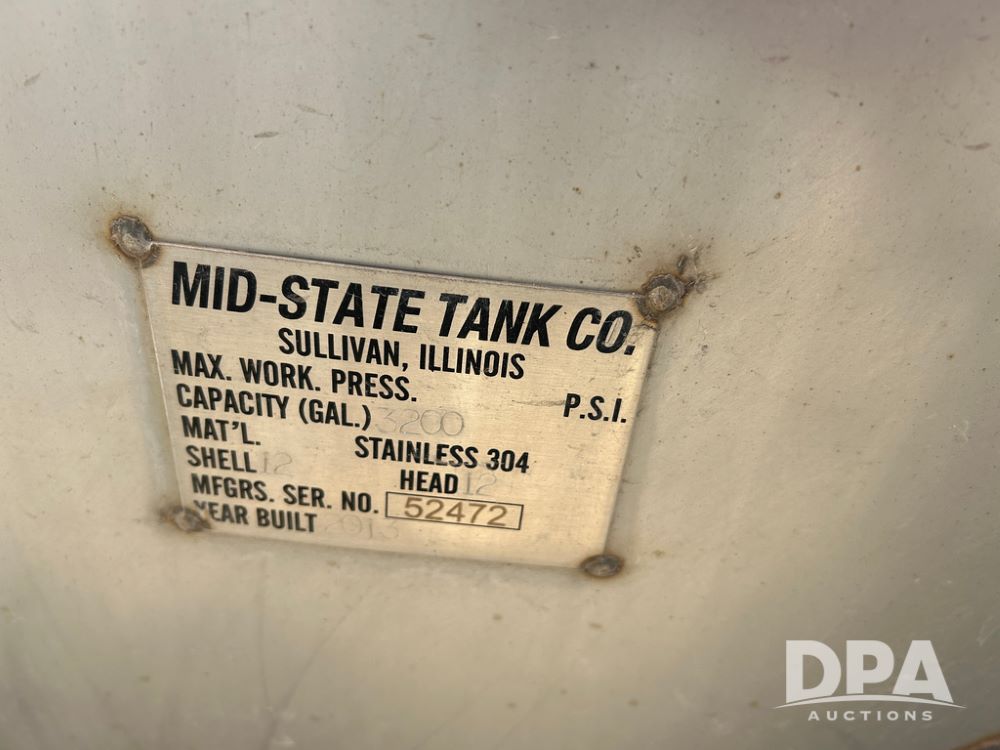 MID-STATE TANK CO.
SULLIVAN, ILLINOIS
MAX. WORK. PRESS. P.S.I.
CAPACITY (GAL.) 3200
MAT'L. STAINLESS 304
SHELL 12 HEAD 12
MFGRS. SER. NO. 52472
YEAR BUILT 2013
DPA
AUCTIONS